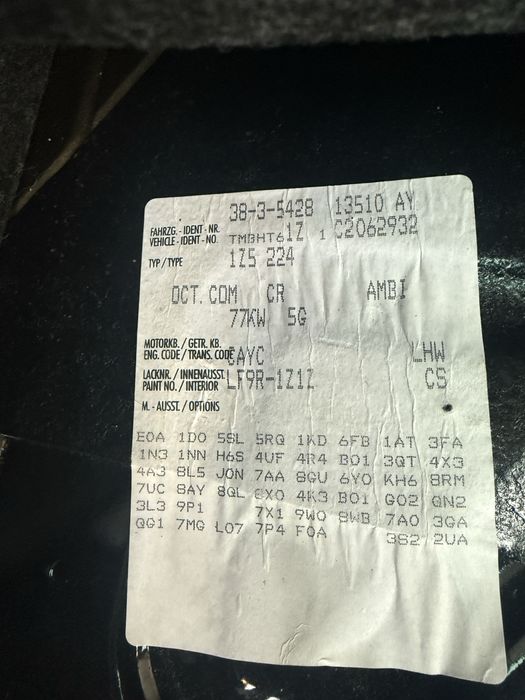 38-3-5428 13510 AY
FAHRZG. - IDENT - NR.
VEHICLE - IDENT - NO. TMBHT61Z 1 C2062932
TYP / TYPE 1Z5 224
OCT. COM CR AMBI
77KW 5G
MOTORKB. / GETR. KB.
ENG. CODE / TRANS. CODE CAYC LHW
LACKNR. / INNENAUSST.
PAINT NO. / INTERIOR LF9R-1Z1Z CS
M. - AUSST. / OPTIONS
E0A 1D0 5SL 5RQ 1KD 6FB 1AT 3FA
1N3 1NN H6S 4UF 4R4 B01 3QT 4X3
4A3 8L5 J0N 7AA 8GU 6Y0 KH6 8RM
7UC 8AY 8QL 8X0 4K3 B01 G02 QN2
3L3 9P1 7X1 9W0 8WB 7A0 3GA
QG1 7MG L07 7P4 F0A 3S2 2UA